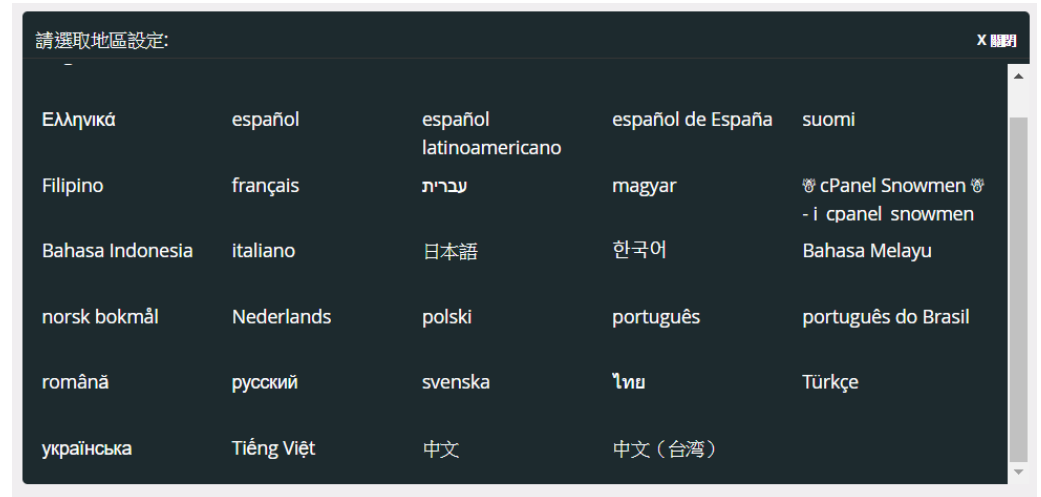 請選取地區設定:
X 關閉
Ελληνικά
español
español
latinoamericano
español de España
suomi
Filipino
français
עברית
magyar
☃ cPanel Snowmen ☃
- i_cpanel_snowmen
Bahasa Indonesia
italiano
日本語
한국어
Bahasa Melayu
norsk bokmål
Nederlands
polski
português
português do Brasil
română
русский
svenska
ไทย
Türkçe
українська
Tiếng Việt
中文
中文（台湾）